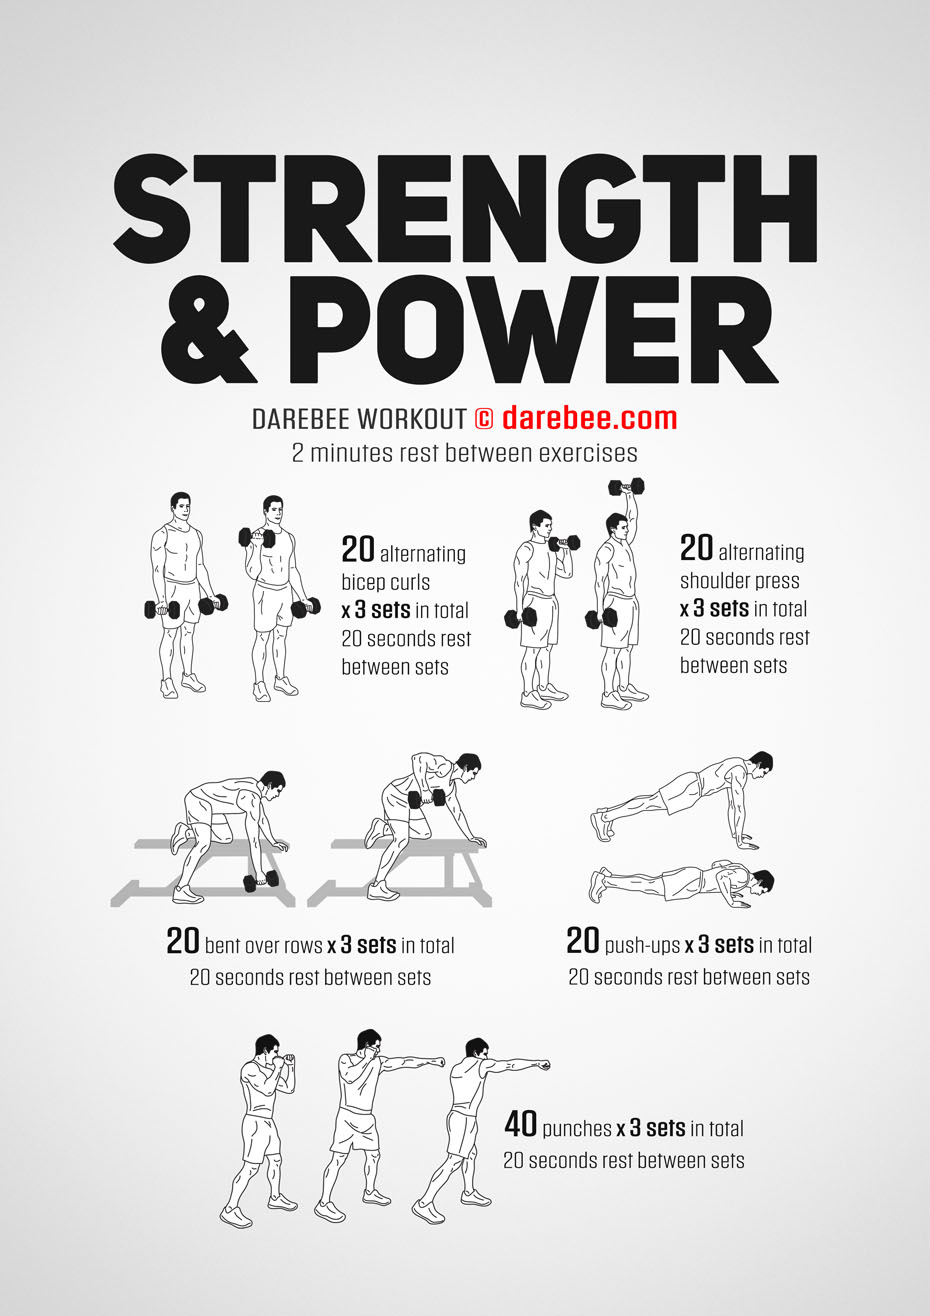 STRENGTH
& POWER
DAREBEE WORKOUT © darebee.com
2 minutes rest between exercises
20 alternating
bicep curls
x 3 sets in total
20 seconds rest
between sets
20 alternating
shoulder press
x 3 sets in total
20 seconds rest
between sets
20 bent over rows x 3 sets in total
20 seconds rest between sets
20 push-ups x 3 sets in total
20 seconds rest between sets
40 punches x 3 sets in total
20 seconds rest between sets